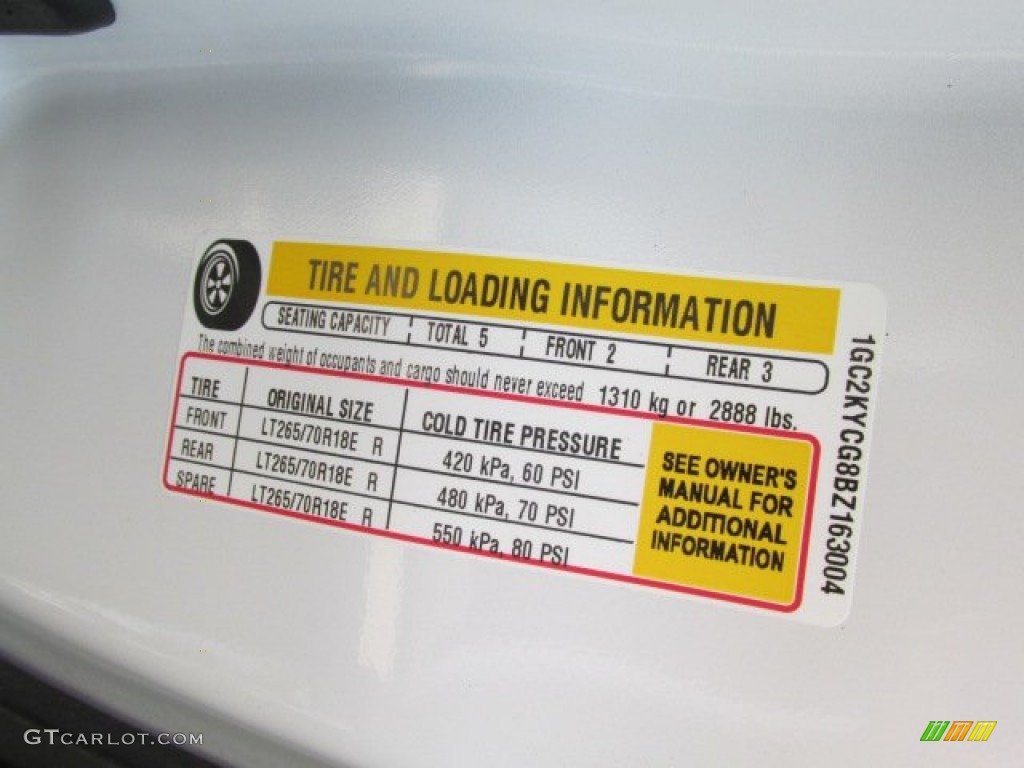 TIRE AND LOADING INFORMATION
SEATING CAPACITY TOTAL 5 FRONT 2 REAR 3
The combined weight of occupants and cargo should never exceed 1310 kg or 2888 lbs.
TIRE ORIGINAL SIZE COLD TIRE PRESSURE
FRONT LT265/70R18E R 420 kPa, 60 PSI
REAR LT265/70R18E R 480 kPa, 70 PSI
SPARE LT265/70R18E R 550 kPa, 80 PSI
SEE OWNER'S
MANUAL FOR
ADDITIONAL
INFORMATION
1GC2KYCG8BZ163004
GTCARLOT.COM